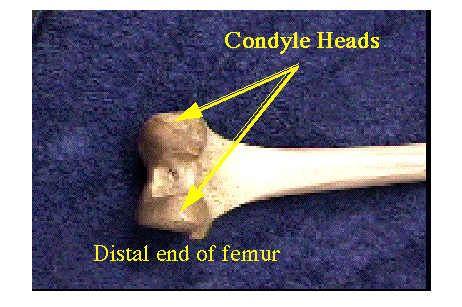 Condyle Heads
Distal end of femur